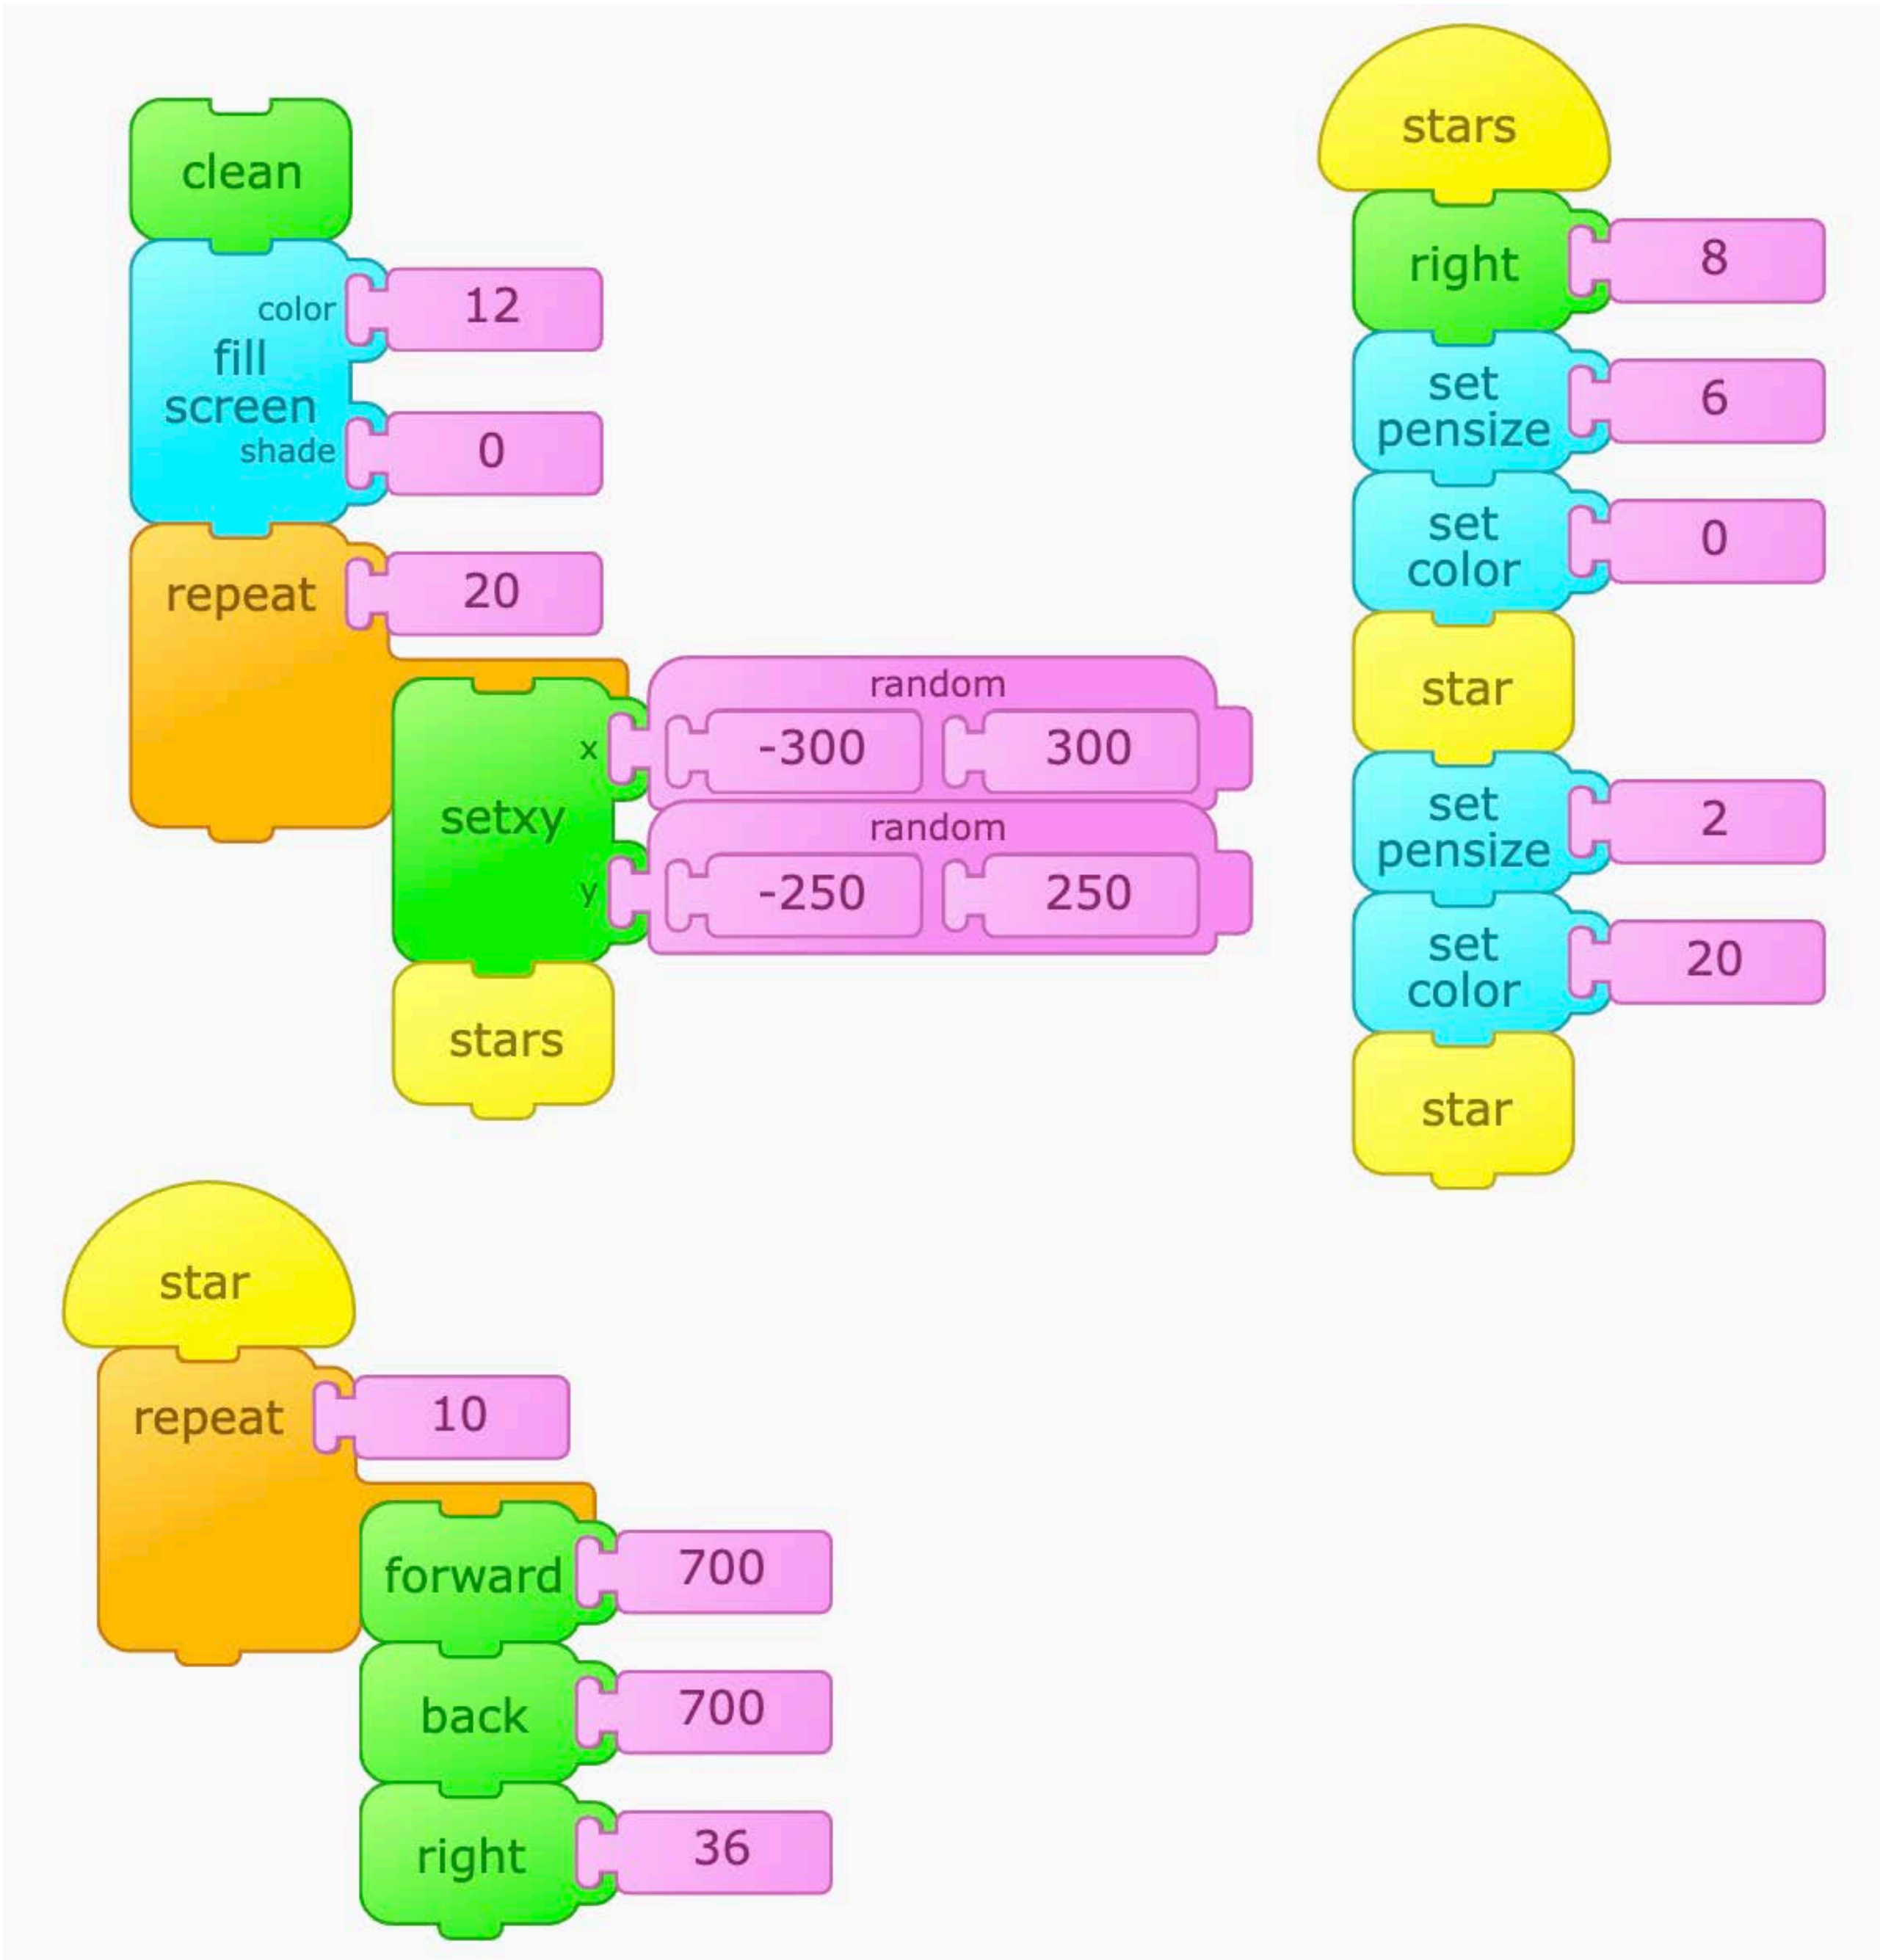 clean
color 12
fill
screen
shade 0
repeat 20
random
x -300 300
setxy
random
y -250 250
stars
stars
right 8
set
pensize 6
set
color 0
star
set
pensize 2
set
color 20
star
star
repeat 10
forward 700
back 700
right 36